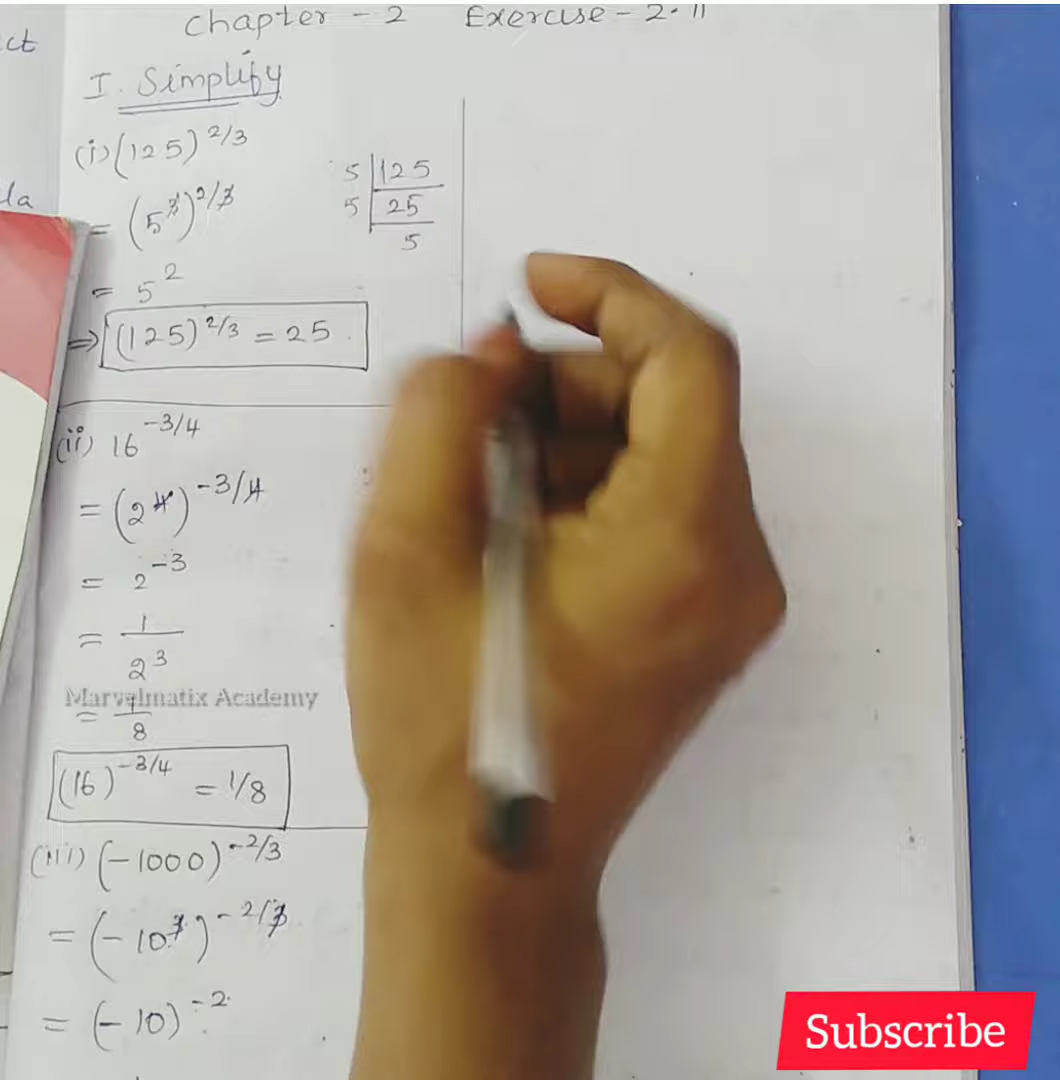 Chapter - 2 Exercise - 2.11
ct
I. Simplify
(i) (125)^2/3
5 | 125
5 | 25
5
la
= (5^3)^2/3
= 5^2
⇒ (125)^2/3 = 25.
(ii) 16^-3/4
= (2^4)^-3/4
= 2^-3
= 1/2^3
Marvelmatix Academy
= 1/8
(16)^-3/4 = 1/8
(iii) (-1000)^-2/3
= (-10^3)^-2/3
= (-10)^-2
Subscribe